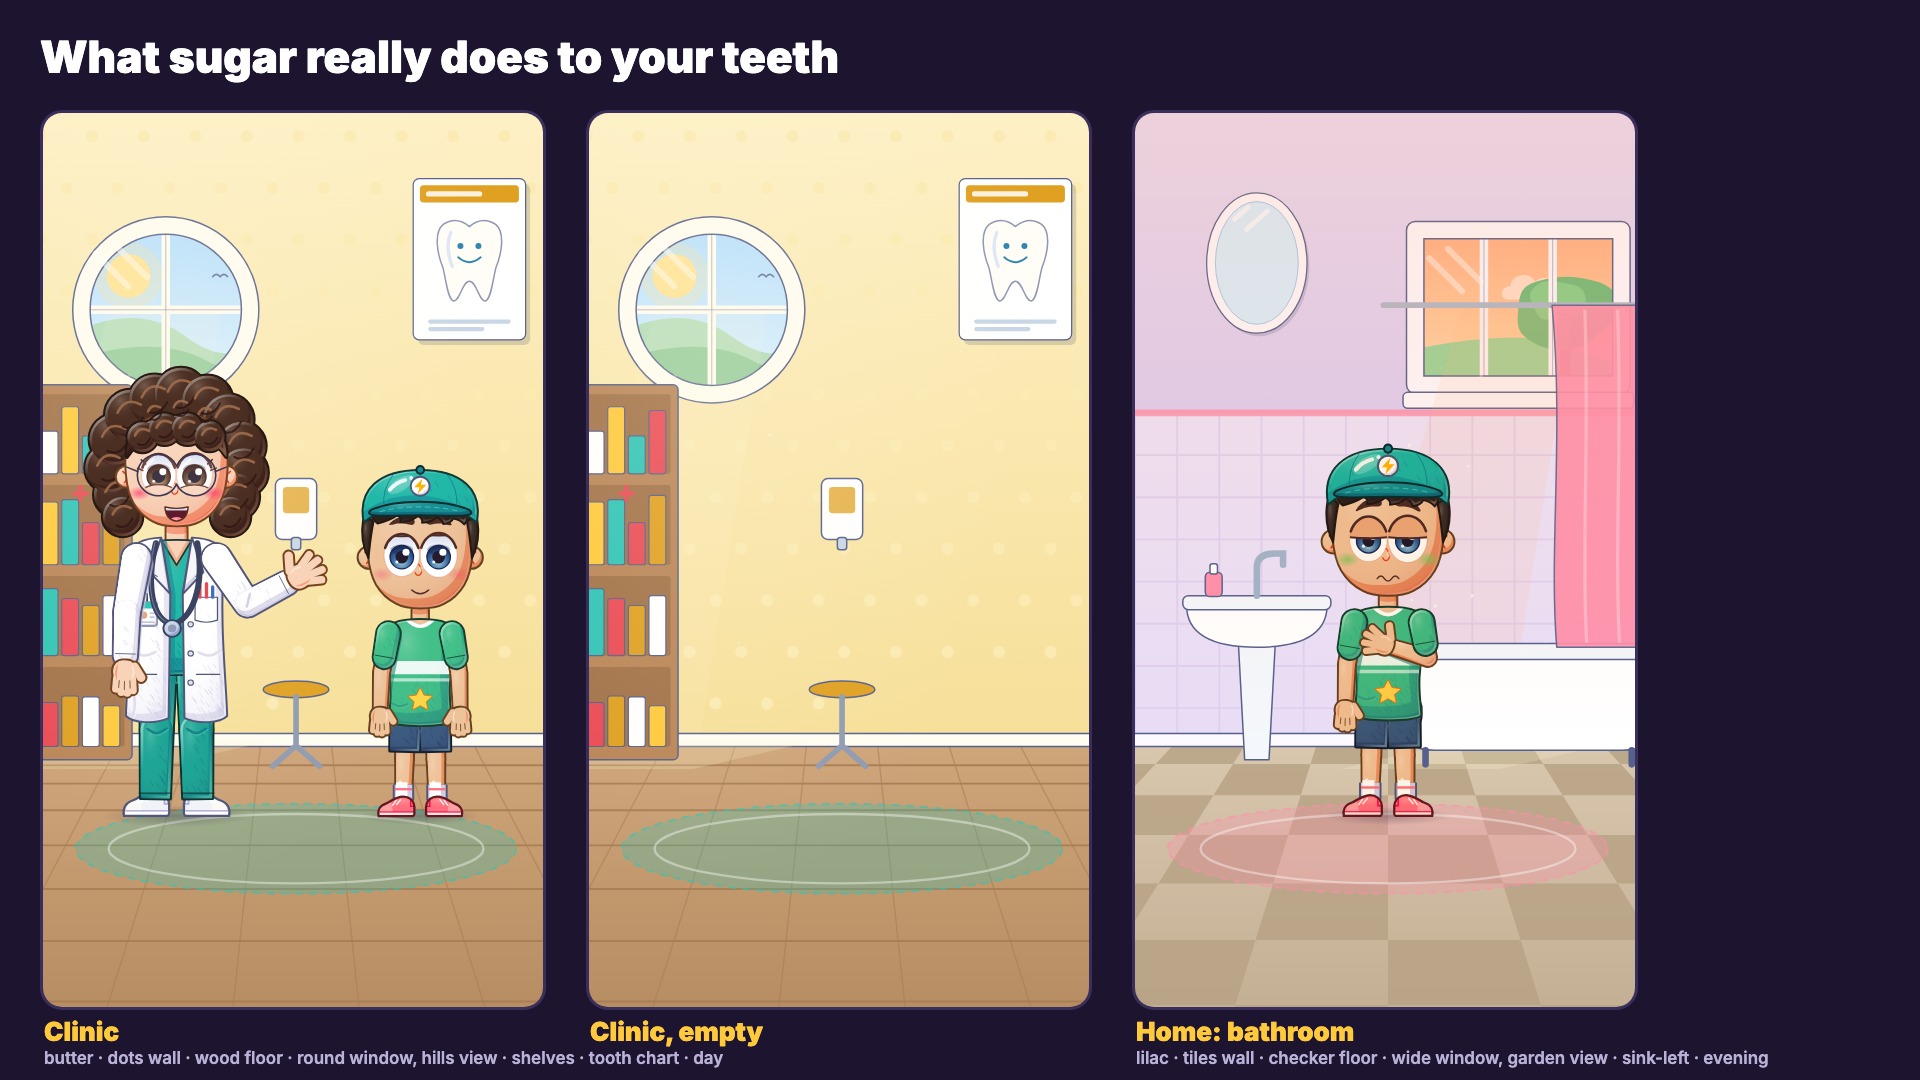 What sugar really does to your teeth
Clinic
butter · dots wall · wood floor · round window, hills view · shelves · tooth chart · day
Clinic, empty
Home: bathroom
lilac · tiles wall · checker floor · wide window, garden view · sink-left · evening